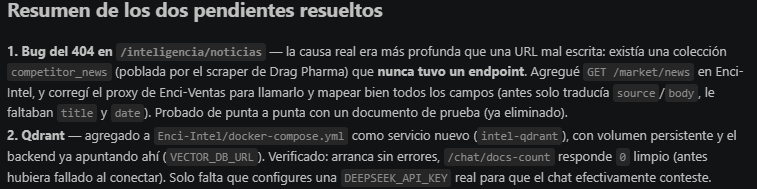 Resumen de los dos pendientes resueltos
1. Bug del 404 en /inteligencia/noticias — la causa real era más profunda que una URL mal escrita: existía una colección
competitor_news (poblada por el scraper de Drag Pharma) que nunca tuvo un endpoint. Agregué GET /market/news en Enci-
Intel, y corregí el proxy de Enci-Ventas para llamarlo y mapear bien todos los campos (antes solo traducía source/body, le
faltaban title y date). Probado de punta a punta con un documento de prueba (ya eliminado).
2. Qdrant — agregado a Enci-Intel/docker-compose.yml como servicio nuevo (intel-qdrant), con volumen persistente y el
backend ya apuntando ahí (VECTOR_DB_URL). Verificado: arranca sin errores, /chat/docs-count responde 0 limpio (antes
hubiera fallado al conectar). Solo falta que configures una DEEPSEEK_API_KEY real para que el chat efectivamente conteste.